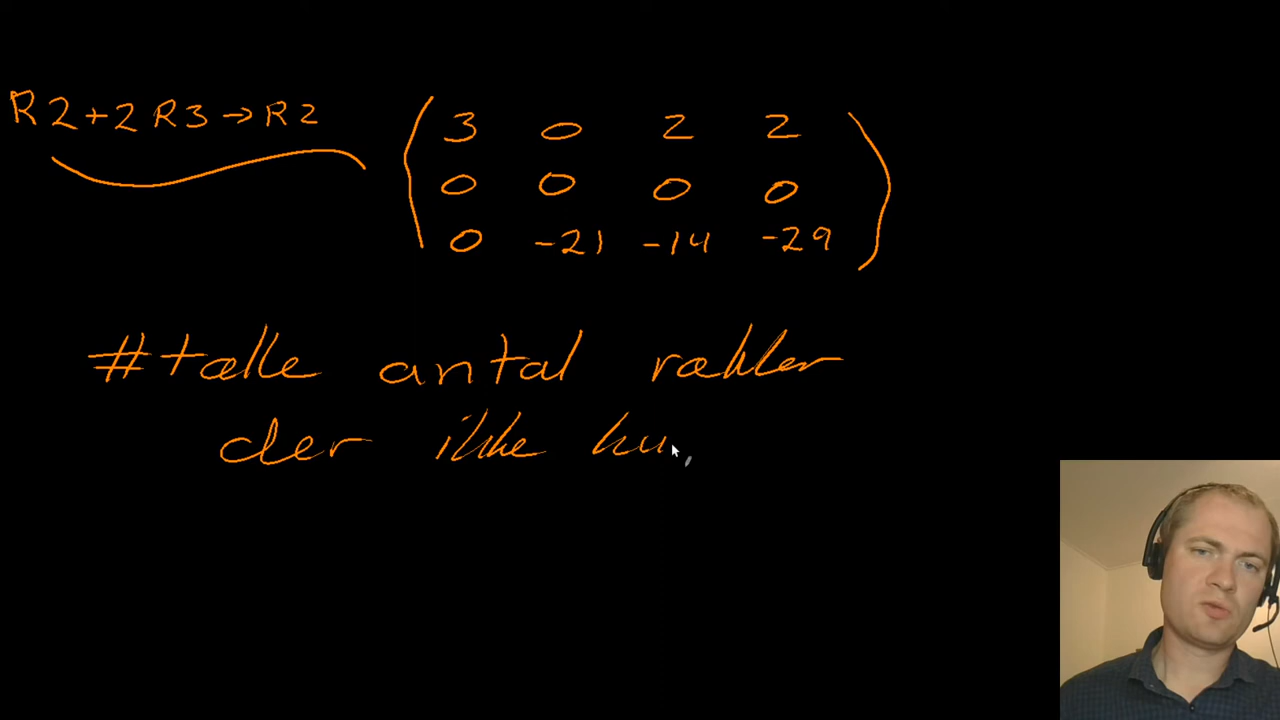 R2+2R3→R2
3 0 2 2
0 0 0 0
0 -21 -14 -29
#tælle antal rækker
der ikke ku